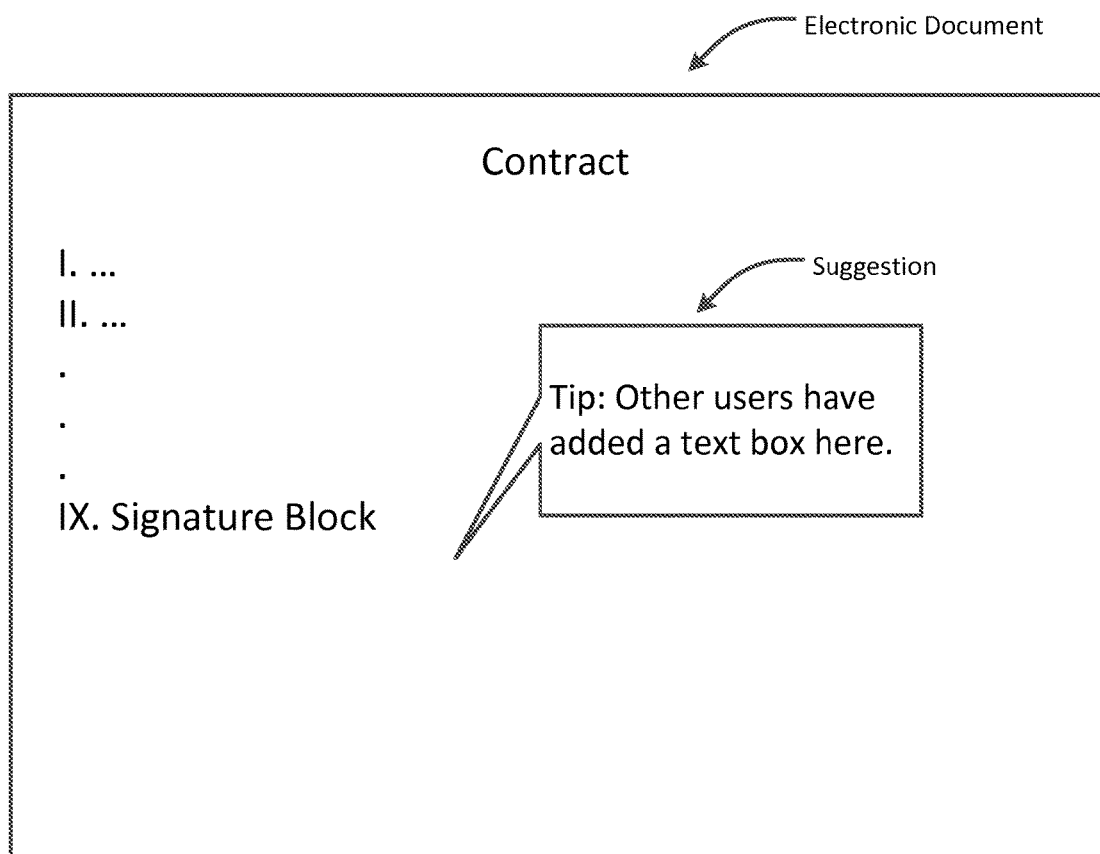 Electronic Document
Contract
I. ...
Suggestion
II. ...
.
Tip: Other users have
added a text box here.
.
.
IX. Signature Block